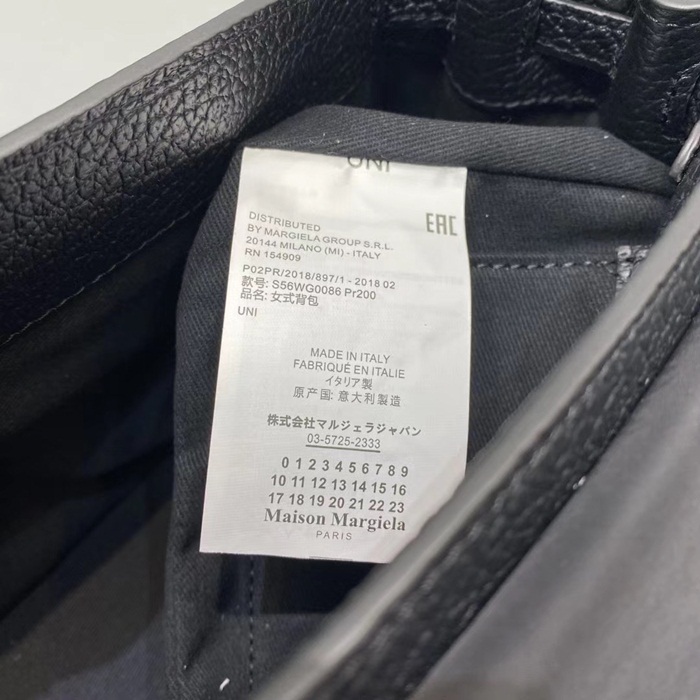 UNI
EAC
DISTRIBUTED
BY MARGIELA GROUP S.R.L.
20144 MILANO (MI) - ITALY
RN 154909
P02PR/2018/897/1 - 2018 02
款号: S56WG0086 Pr200
品名: 女式背包
UNI
MADE IN ITALY
FABRIQUÉ EN ITALIE
イタリア製
原产国: 意大利製造
株式会社マルジェラジャパン
03-5725-2333
0 1 2 3 4 5 6 7 8 9
10 11 12 13 14 15 16
17 18 19 20 21 22 23
Maison Margiela
PARIS